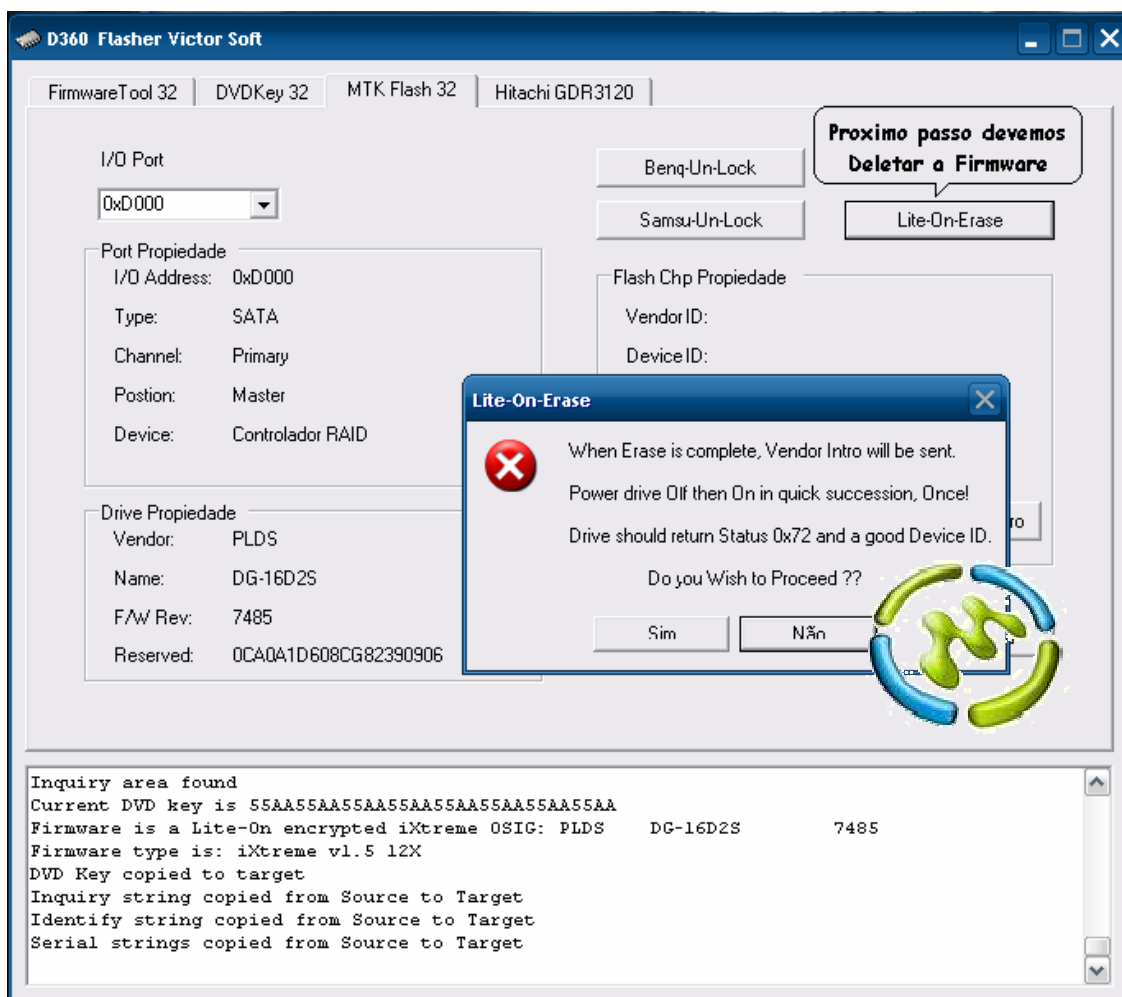 D360 Flasher Victor Soft
FirmwareTool 32
DVDKey 32
MTK Flash 32
Hitachi GDR3120
Proximo passo devemos
Deletar a Firmware
I/O Port
0xD000
Benq-Un-Lock
Samsu-Un-Lock
Lite-On-Erase
Port Propiedade
I/O Address: 0xD000
Type: SATA
Channel: Primary
Postion: Master
Device: Controlador RAID
Flash Chp Propiedade
Vendor ID:
Device ID:
Lite-On-Erase
When Erase is complete, Vendor Intro will be sent.
Power drive Off then On in quick succession, Once!
Drive should return Status 0x72 and a good Device ID.
Do you Wish to Proceed ??
Sim
Não
ro
Drive Propiedade
Vendor: PLDS
Name: DG-16D2S
F/W Rev: 7485
Reserved: 0CA0A1D608CG82390906
Inquiry area found
Current DVD key is 55AA55AA55AA55AA55AA55AA55AA55AA
Firmware is a Lite-On encrypted iXtreme OSIG: PLDS DG-16D2S 7485
Firmware type is: iXtreme v1.5 12X
DVD Key copied to target
Inquiry string copied from Source to Target
Identify string copied from Source to Target
Serial strings copied from Source to Target